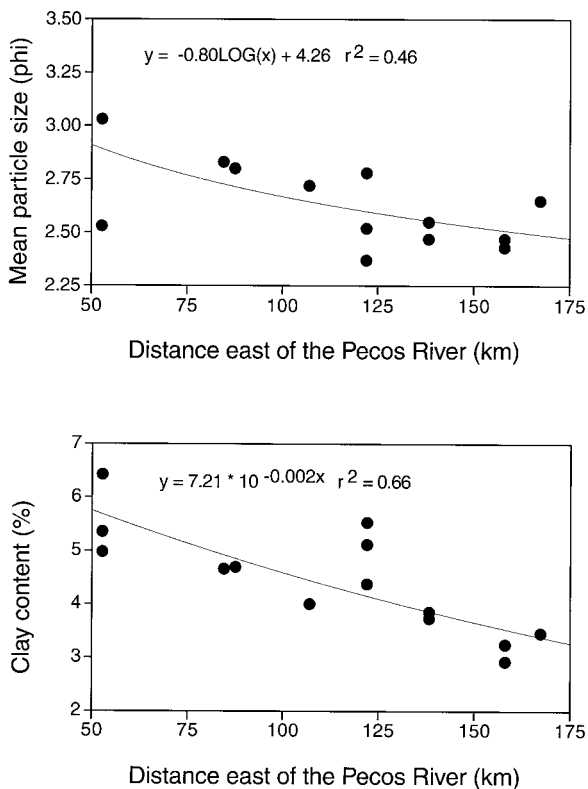 3.50
y = -0.80LOG(x) + 4.26 r² = 0.46
3.25
3.00
2.75
2.50
2.25
Mean particle size (phi)
50 75 100 125 150 175
Distance east of the Pecos River (km)
7
y = 7.21 * 10 -0.002x r² = 0.66
6
5
4
3
2
Clay content (%)
50 75 100 125 150 175
Distance east of the Pecos River (km)